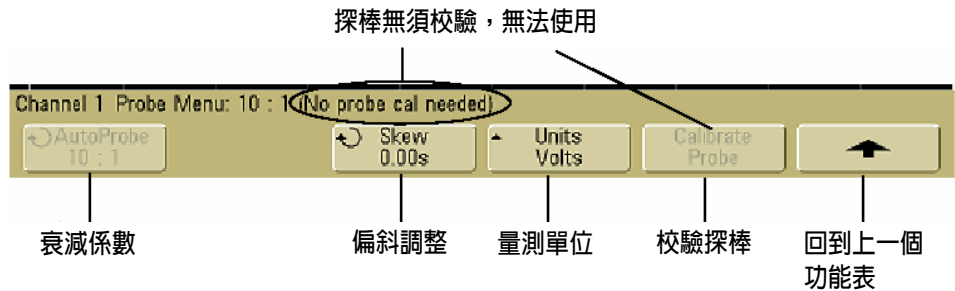 探棒無須校驗，無法使用
Channel 1 Probe Menu: 10 : 1 (No probe cal needed)
AutoProbe
10 : 1
Skew
0.00s
Units
Volts
Calibrate
Probe
衰減係數
偏斜調整
量測單位
校驗探棒
回到上一個
功能表